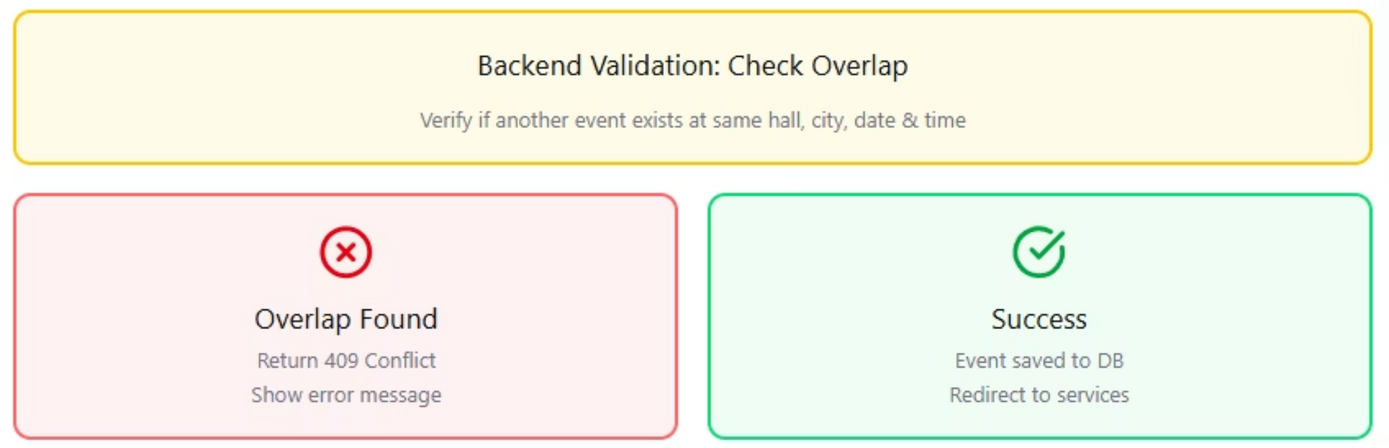 Backend Validation: Check Overlap
Verify if another event exists at same hall, city, date & time
Overlap Found
Return 409 Conflict
Show error message
Success
Event saved to DB
Redirect to services